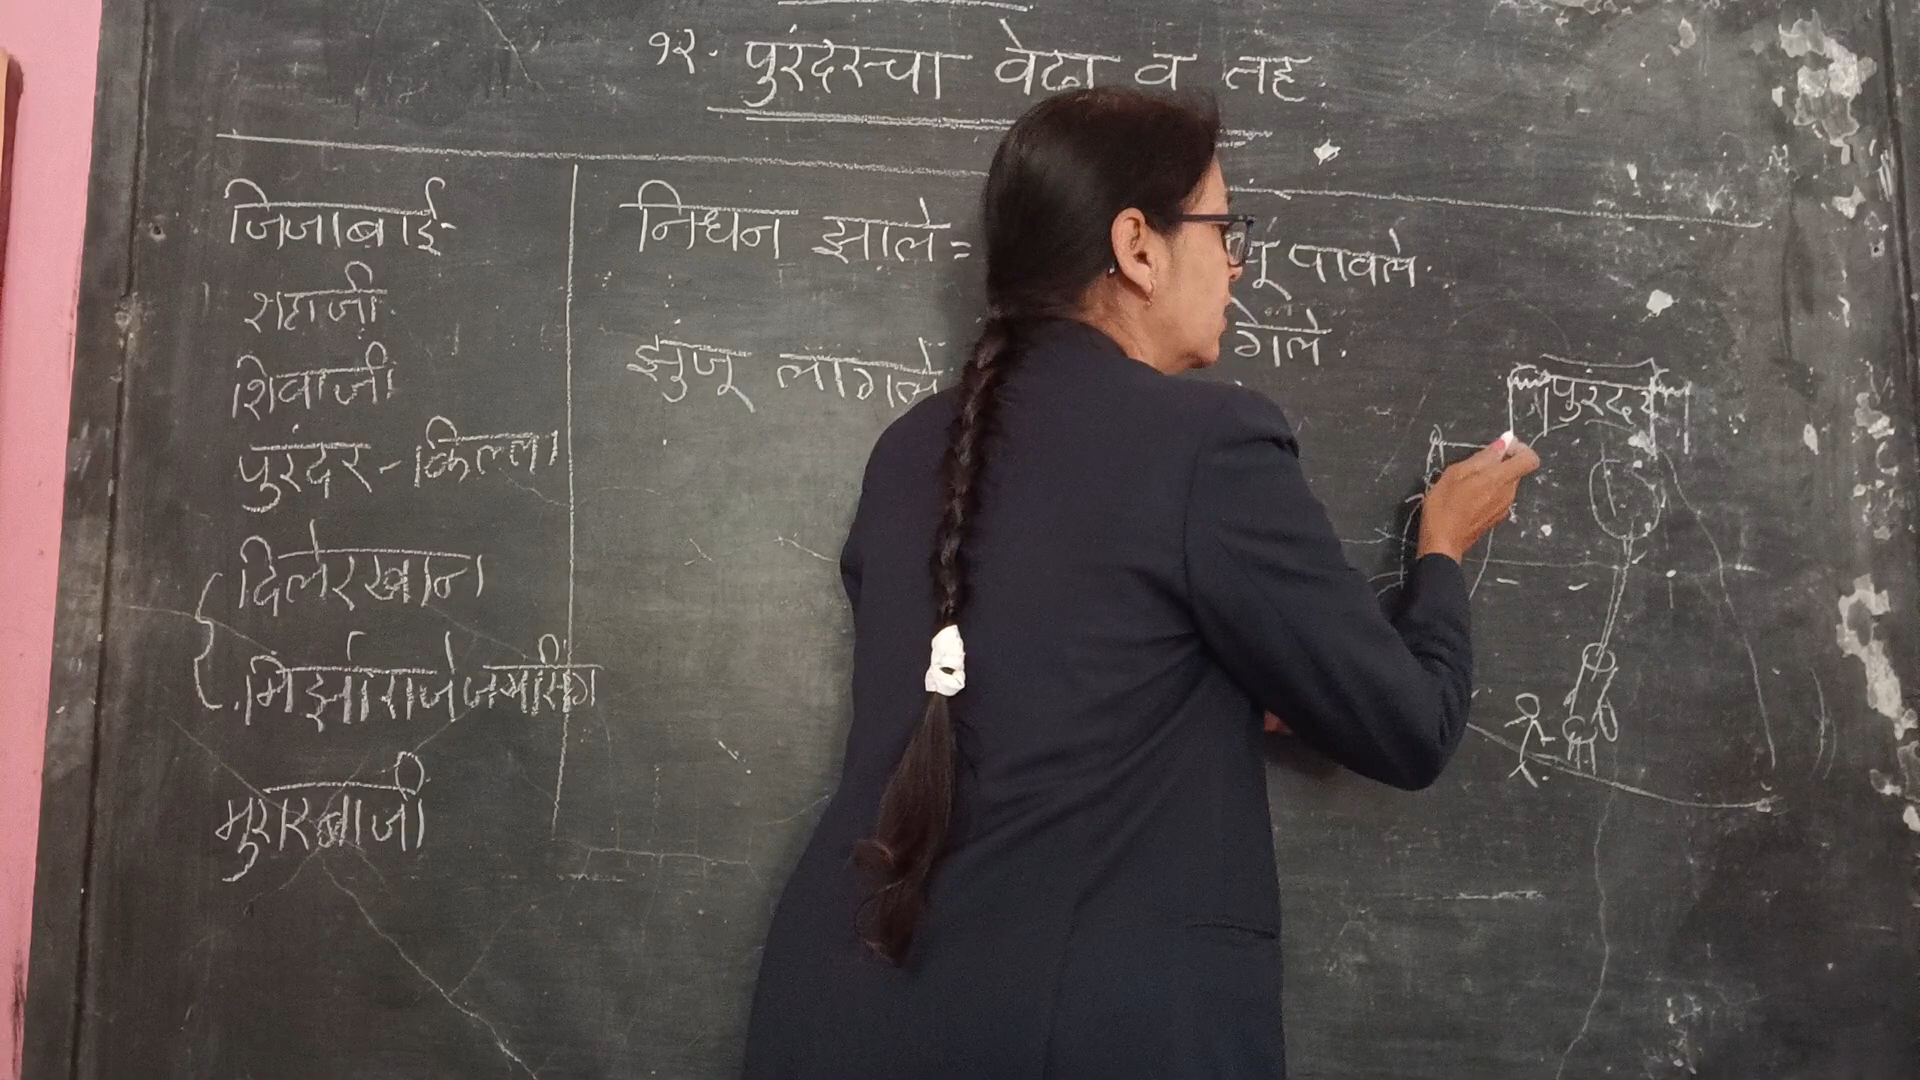 १२. पुरंदरचा वेढा व तह
जिजाबाई-
शहाजी.
शिवाजी
पुरंदर - किल्ला
दिलेरखान
मिर्झाराजे जयसिंग
मुरारबाजी
निधन झाले = पावले.
झुंजू लागले गेले.
पुरंदर